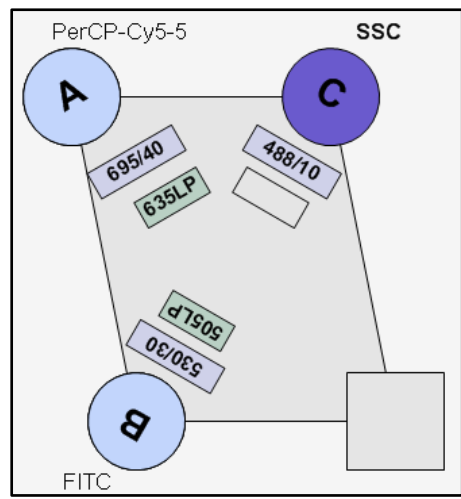 PerCP-Cy5-5
SSC
A
C
695/40
488/10
635LP
505LP
530/30
B
FITC